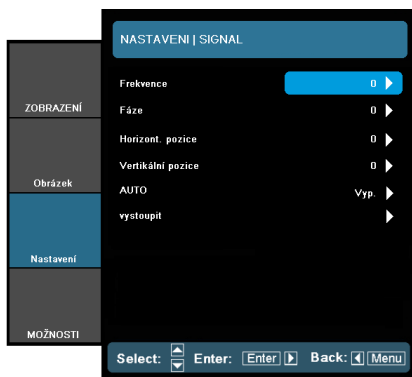 NASTAVENI | SIGNAL
ZOBRAZENÍ
Obrázek
Nastavení
MOŽNOSTI
Frekvence 0
Fáze 0
Horizont. pozice 0
Vertikální pozice 0
AUTO Vyp.
vystoupit
Select: Enter: Enter Back: Menu